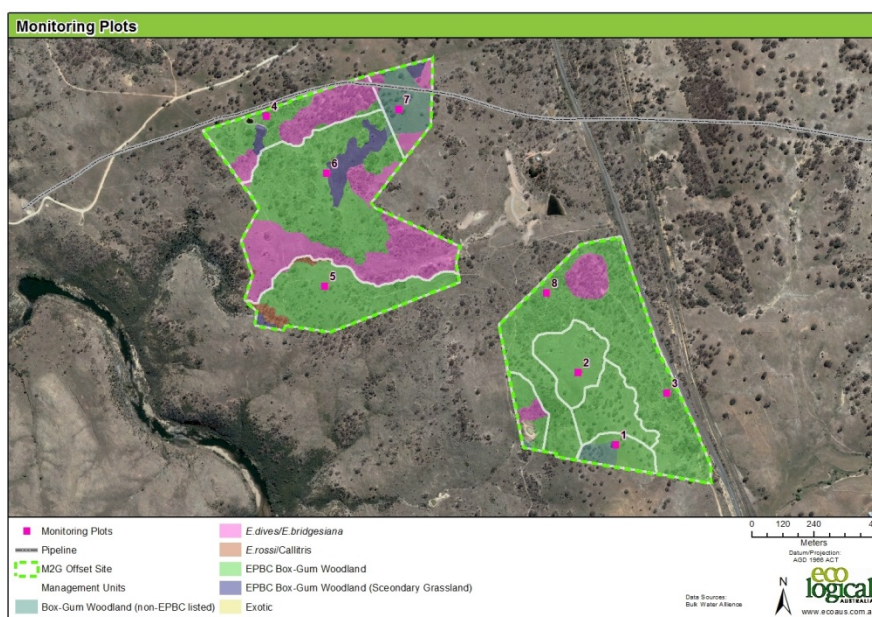 Monitoring Plots
4
7
6
5
8
2
3
1
Monitoring Plots
Pipeline
M2G Offset Site
Management Units
Box-Gum Woodland (non-EPBC listed)
E.dives/E.bridgesiana
E.rossi/Callitris
EPBC Box-Gum Woodland
EPBC Box-Gum Woodland (Sceondary Grassland)
Exotic
0 120 240
Meters
Datum/Projection:
AGD 1966 ACT
Data Sources:
Bulk Water Alliance
N
eco
logical
AUSTRALIA
www.ecoaus.com.a